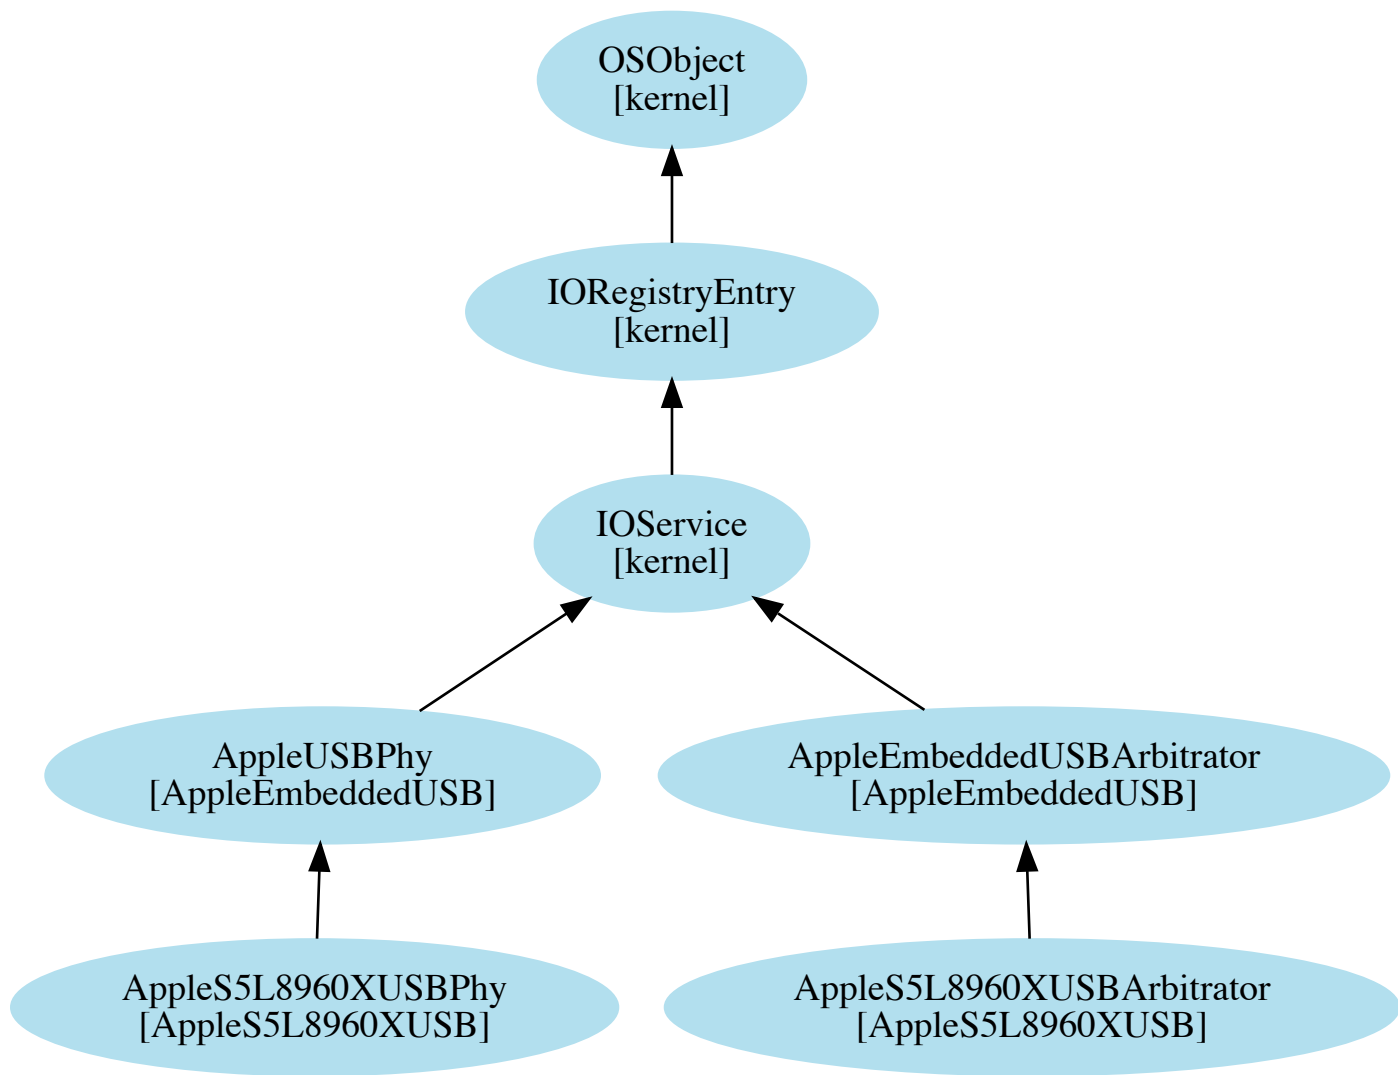 OSObject
[kernel]
IORegistryEntry
[kernel]
IOService
[kernel]
AppleUSBPhy
[AppleEmbeddedUSB]
AppleEmbeddedUSBArbitrator
[AppleEmbeddedUSB]
AppleS5L8960XUSBPhy
[AppleS5L8960XUSB]
AppleS5L8960XUSBArbitrator
[AppleS5L8960XUSB]